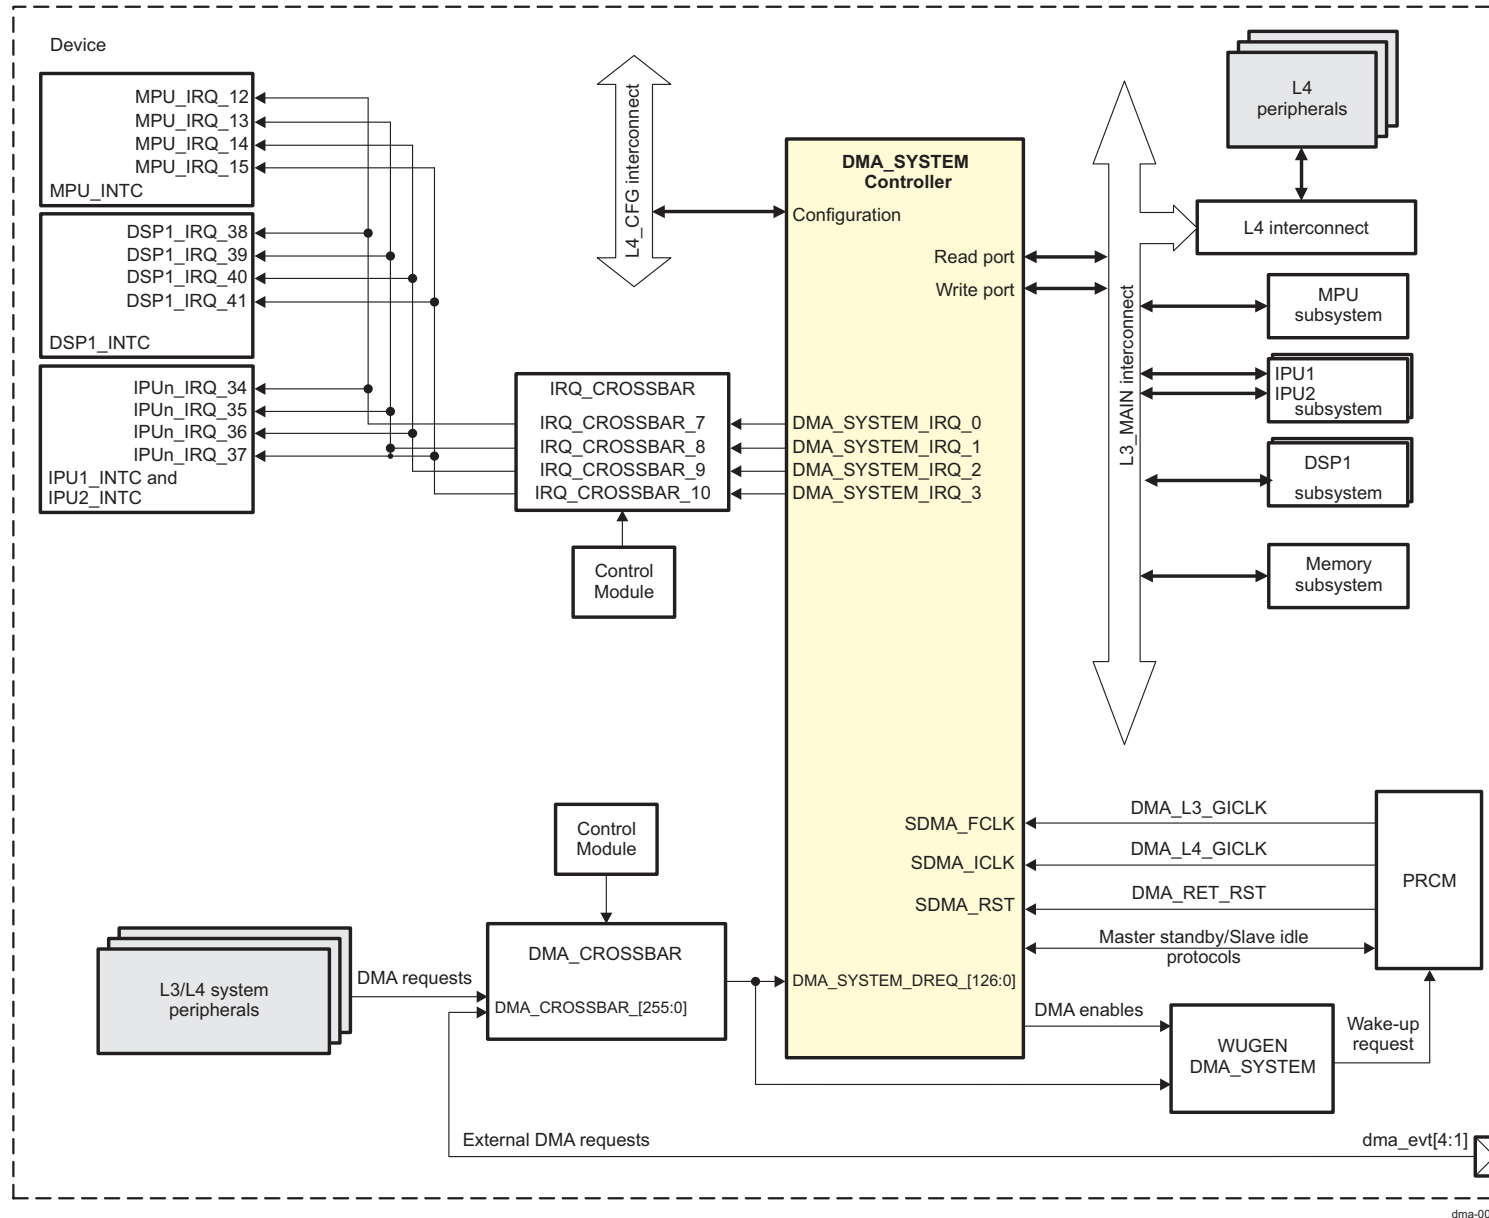 Device
MPU_IRQ_12
MPU_IRQ_13
MPU_IRQ_14
MPU_IRQ_15
MPU_INTC
DSP1_IRQ_38
DSP1_IRQ_39
DSP1_IRQ_40
DSP1_IRQ_41
DSP1_INTC
IPUn_IRQ_34
IPUn_IRQ_35
IPUn_IRQ_36
IPUn_IRQ_37
IPU1_INTC and
IPU2_INTC
L4_CFG interconnect
IRQ_CROSSBAR
IRQ_CROSSBAR_7
IRQ_CROSSBAR_8
IRQ_CROSSBAR_9
IRQ_CROSSBAR_10
Control
Module
DMA_SYSTEM
Controller
Configuration
Read port
Write port
DMA_SYSTEM_IRQ_0
DMA_SYSTEM_IRQ_1
DMA_SYSTEM_IRQ_2
DMA_SYSTEM_IRQ_3
SDMA_FCLK
SDMA_ICLK
SDMA_RST
DMA_SYSTEM_DREQ_[126:0]
L3_MAIN interconnect
L4
peripherals
L4 interconnect
MPU
subsystem
IPU1
IPU2
subsystem
DSP1
subsystem
Memory
subsystem
DMA_L3_GICLK
DMA_L4_GICLK
DMA_RET_RST
Master standby/Slave idle
protocols
PRCM
DMA enables
WUGEN
DMA_SYSTEM
Wake-up
request
Control
Module
DMA_CROSSBAR
DMA_CROSSBAR_[255:0]
L3/L4 system
peripherals
DMA requests
External DMA requests
dma_evt[4:1]
dma-00